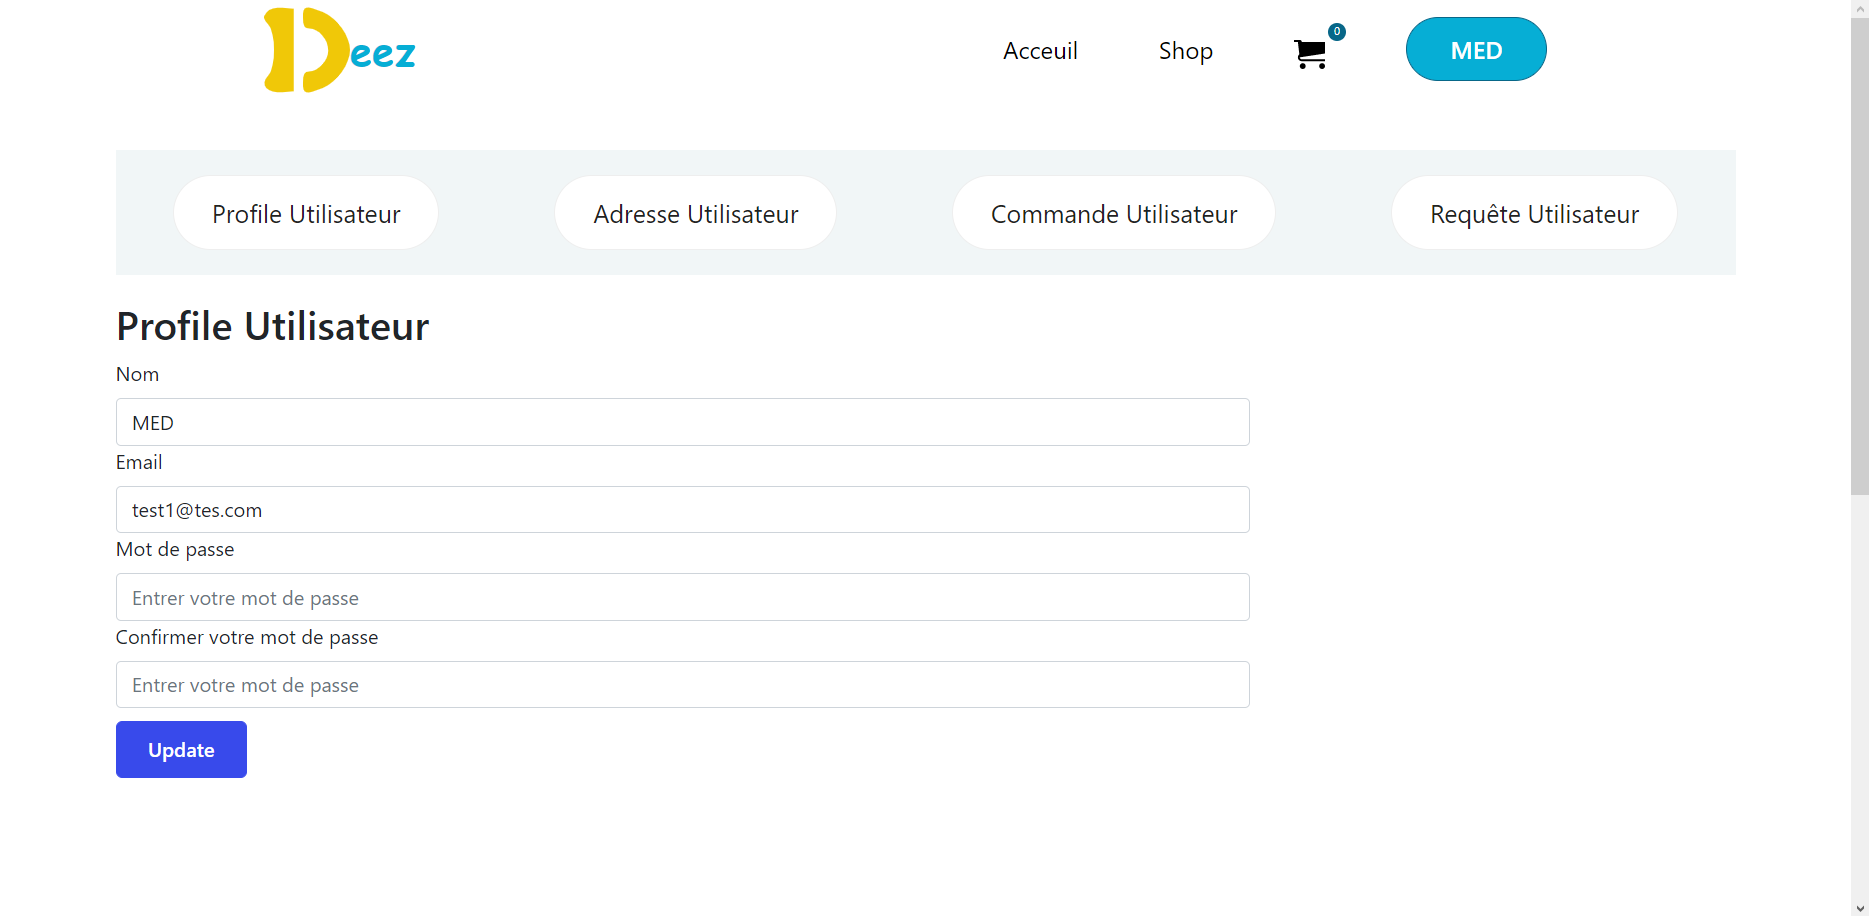 Deez
Acceuil
Shop
0
MED
Profile Utilisateur
Adresse Utilisateur
Commande Utilisateur
Requête Utilisateur
Profile Utilisateur
Nom
MED
Email
test1@tes.com
Mot de passe
Entrer votre mot de passe
Confirmer votre mot de passe
Entrer votre mot de passe
Update